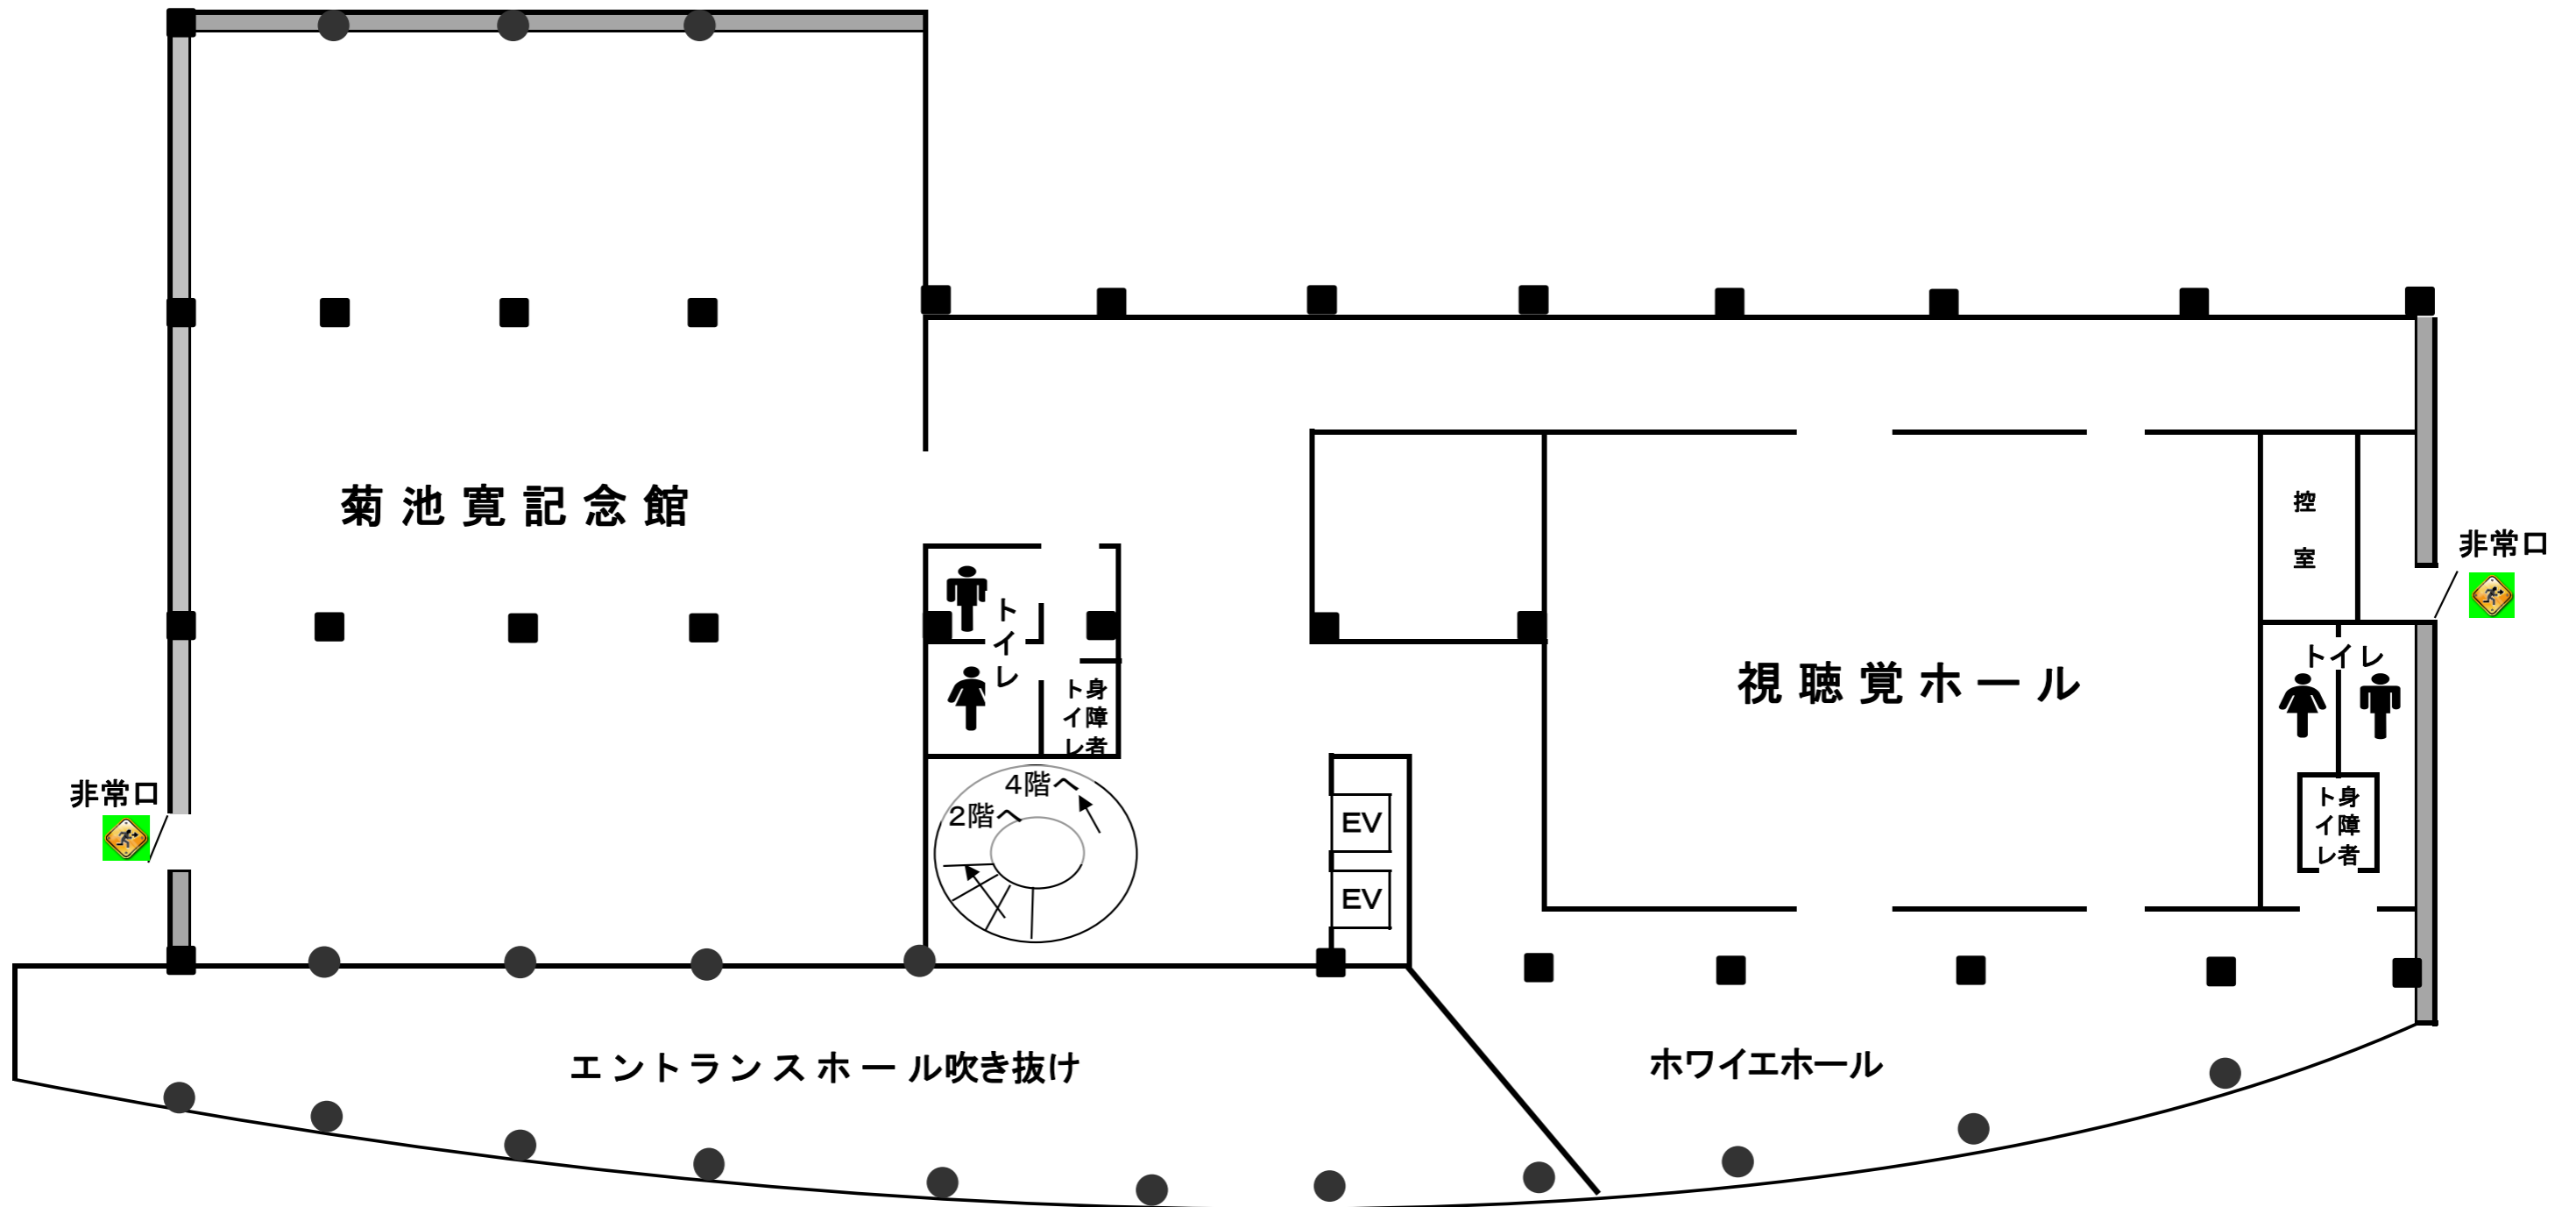 菊池寛記念館
控
室
非常口
トイレ
視聴覚ホール
トイレ
身障者
トイレ
4階へ
2階へ
非常口
EV
EV
身障者
トイレ
エントランスホール吹き抜け
ホワイエホール